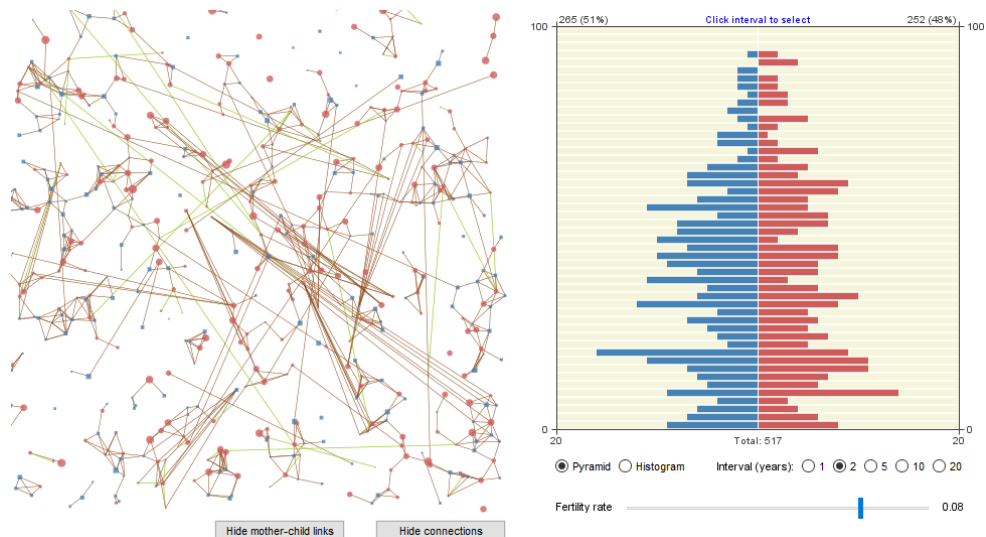 265 (51%) Click interval to select 252 (48%)
100 100
0 0
20 Total: 517 20
Pyramid Histogram Interval (years): 1 2 5 10 20
Fertility rate 0.08
Hide mother-child links Hide connections